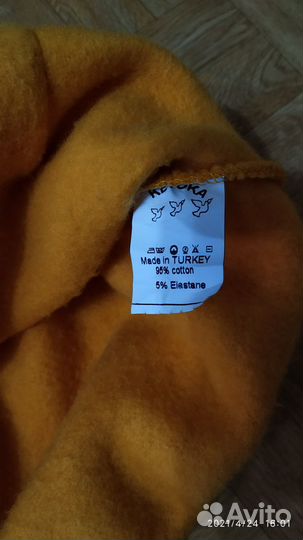 Made in TURKEY
95% cotton
5% Elastane
2021/4/24 18:01
Avito